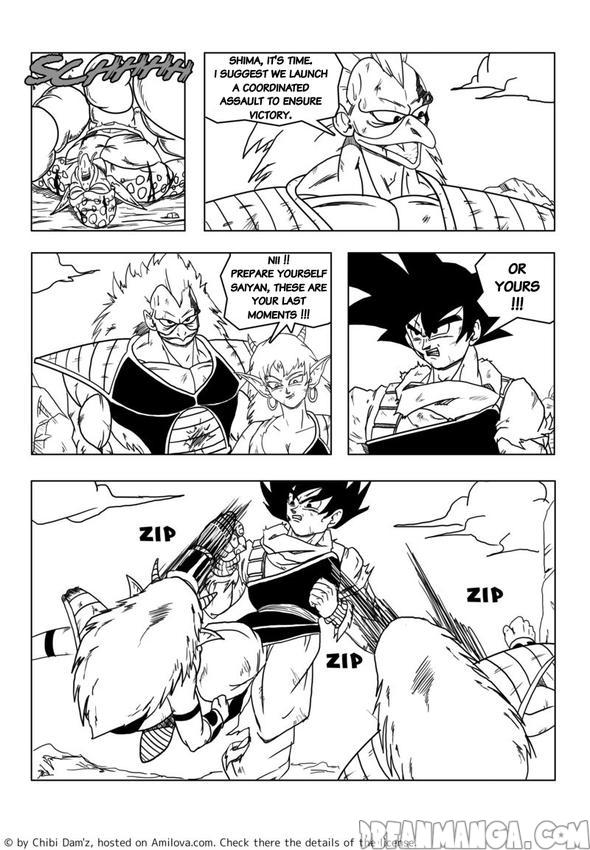 SCHHHHH
SHIMA, IT'S TIME.
I SUGGEST WE LAUNCH
A COORDINATED
ASSAULT TO ENSURE
VICTORY.
NII !!
PREPARE YOURSELF
SAIYAN, THESE ARE
YOUR LAST
MOMENTS !!!
OR
YOURS
!!!
ZIP
ZIP
ZIP
DREAMMANGA.COM
© by Chibi Dam'z, hosted on Amilova.com. Check there the details of the license.